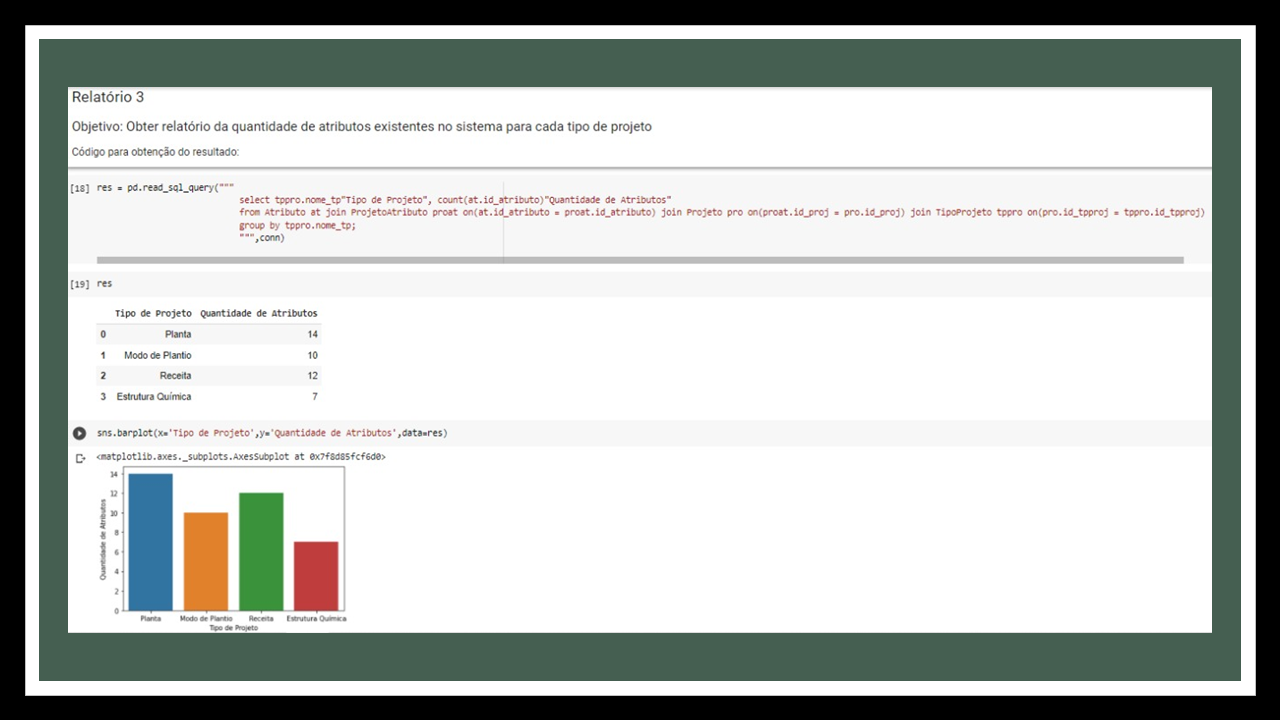 Relatório 3
Objetivo: Obter relatório da quantidade de atributos existentes no sistema para cada tipo de projeto
Código para obtenção do resultado:
[18] res = pd.read_sql_query("""
select tppro.nome_tp"Tipo de Projeto", count(at.id_atributo)"Quantidade de Atributos"
from Atributo at join ProjetoAtributo proat on(at.id_atributo = proat.id_atributo) join Projeto pro on(proat.id_proj = pro.id_proj) join TipoProjeto tppro on(pro.id_tpproj = tppro.id_tpproj)
group by tppro.nome_tp;
""",conn)
[19] res
Tipo de Projeto Quantidade de Atributos
0 Planta 14
1 Modo de Plantio 10
2 Receita 12
3 Estrutura Química 7
sns.barplot(x='Tipo de Projeto',y='Quantidade de Atributos',data=res)
<matplotlib.axes._subplots.AxesSubplot at 0x7f8d85fcf6d0>
Quantidade de Atributos
14
12
10
8
6
4
2
0
Planta Modo de Plantio Receita Estrutura Química
Tipo de Projeto